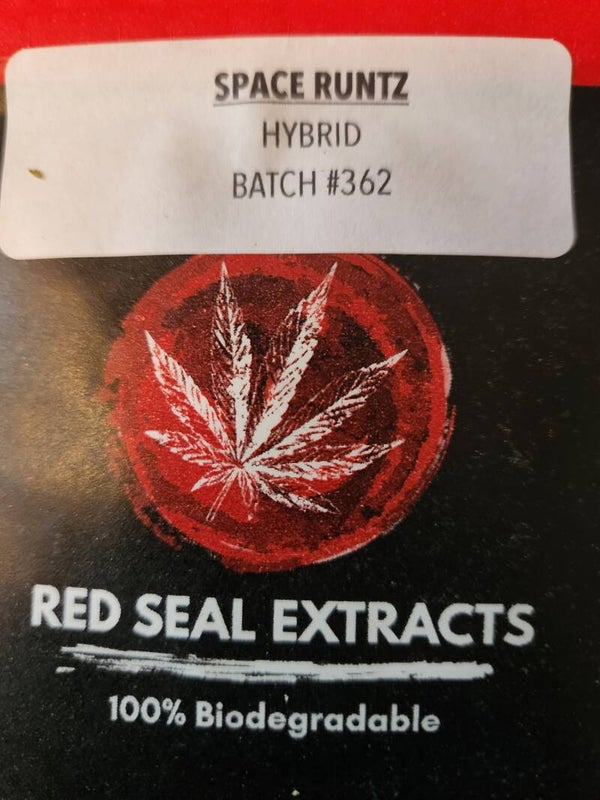 SPACE RUNTZ
HYBRID
BATCH #362
RED SEAL EXTRACTS
100% Biodegradable